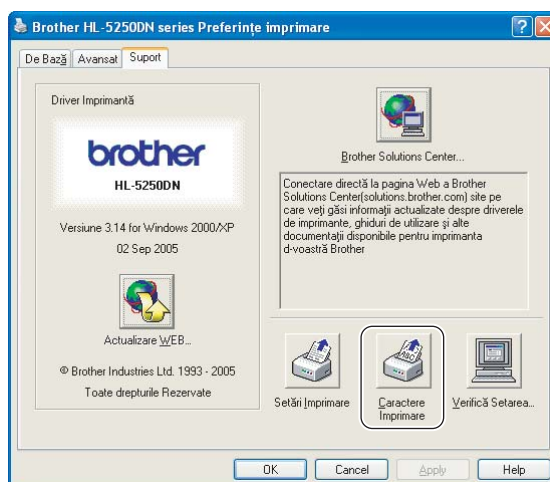 Brother HL-5250DN series Preferinţe imprimare
De Bază
Avansat
Suport
Driver Imprimantă
brother
HL-5250DN
Versiune 3.14 for Windows 2000/XP
02 Sep 2005
Actualizare WEB...
© Brother Industries Ltd. 1993 - 2005
Toate drepturile Rezervate
Brother Solutions Center...
Conectare directă la pagina Web a Brother
Solutions Center(solutions.brother.com) site pe
care veţi găsi informaţii actualizate despre driverele
de imprimante, ghiduri de utilizare şi alte
documentaţii disponibile pentru imprimanta
d-voastră Brother
Setări Imprimare
Caractere
Imprimare
Verifică Setarea...
OK
Cancel
Apply
Help